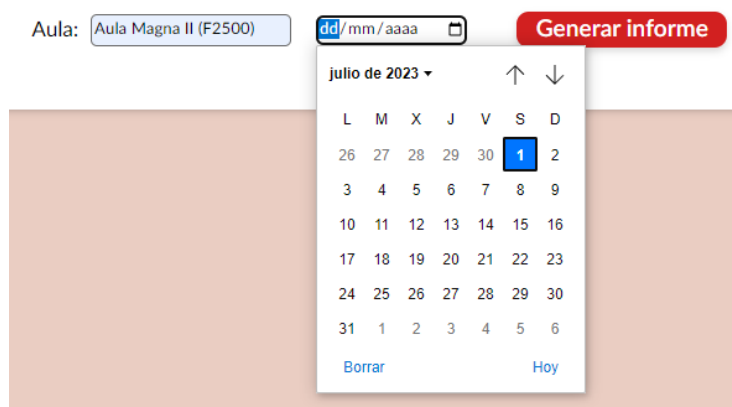 Aula: Aula Magna II (F2500) dd/mm/aaaa Generar informe
julio de 2023
L M X J V S D
26 27 28 29 30 1 2
3 4 5 6 7 8 9
10 11 12 13 14 15 16
17 18 19 20 21 22 23
24 25 26 27 28 29 30
31 1 2 3 4 5 6
Borrar Hoy